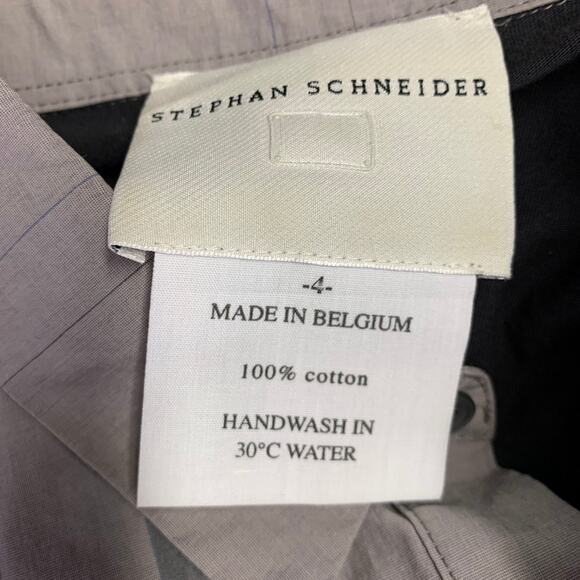 STEPHAN SCHNEIDER
-4-
MADE IN BELGIUM
100% cotton
HANDWASH IN
30°C WATER